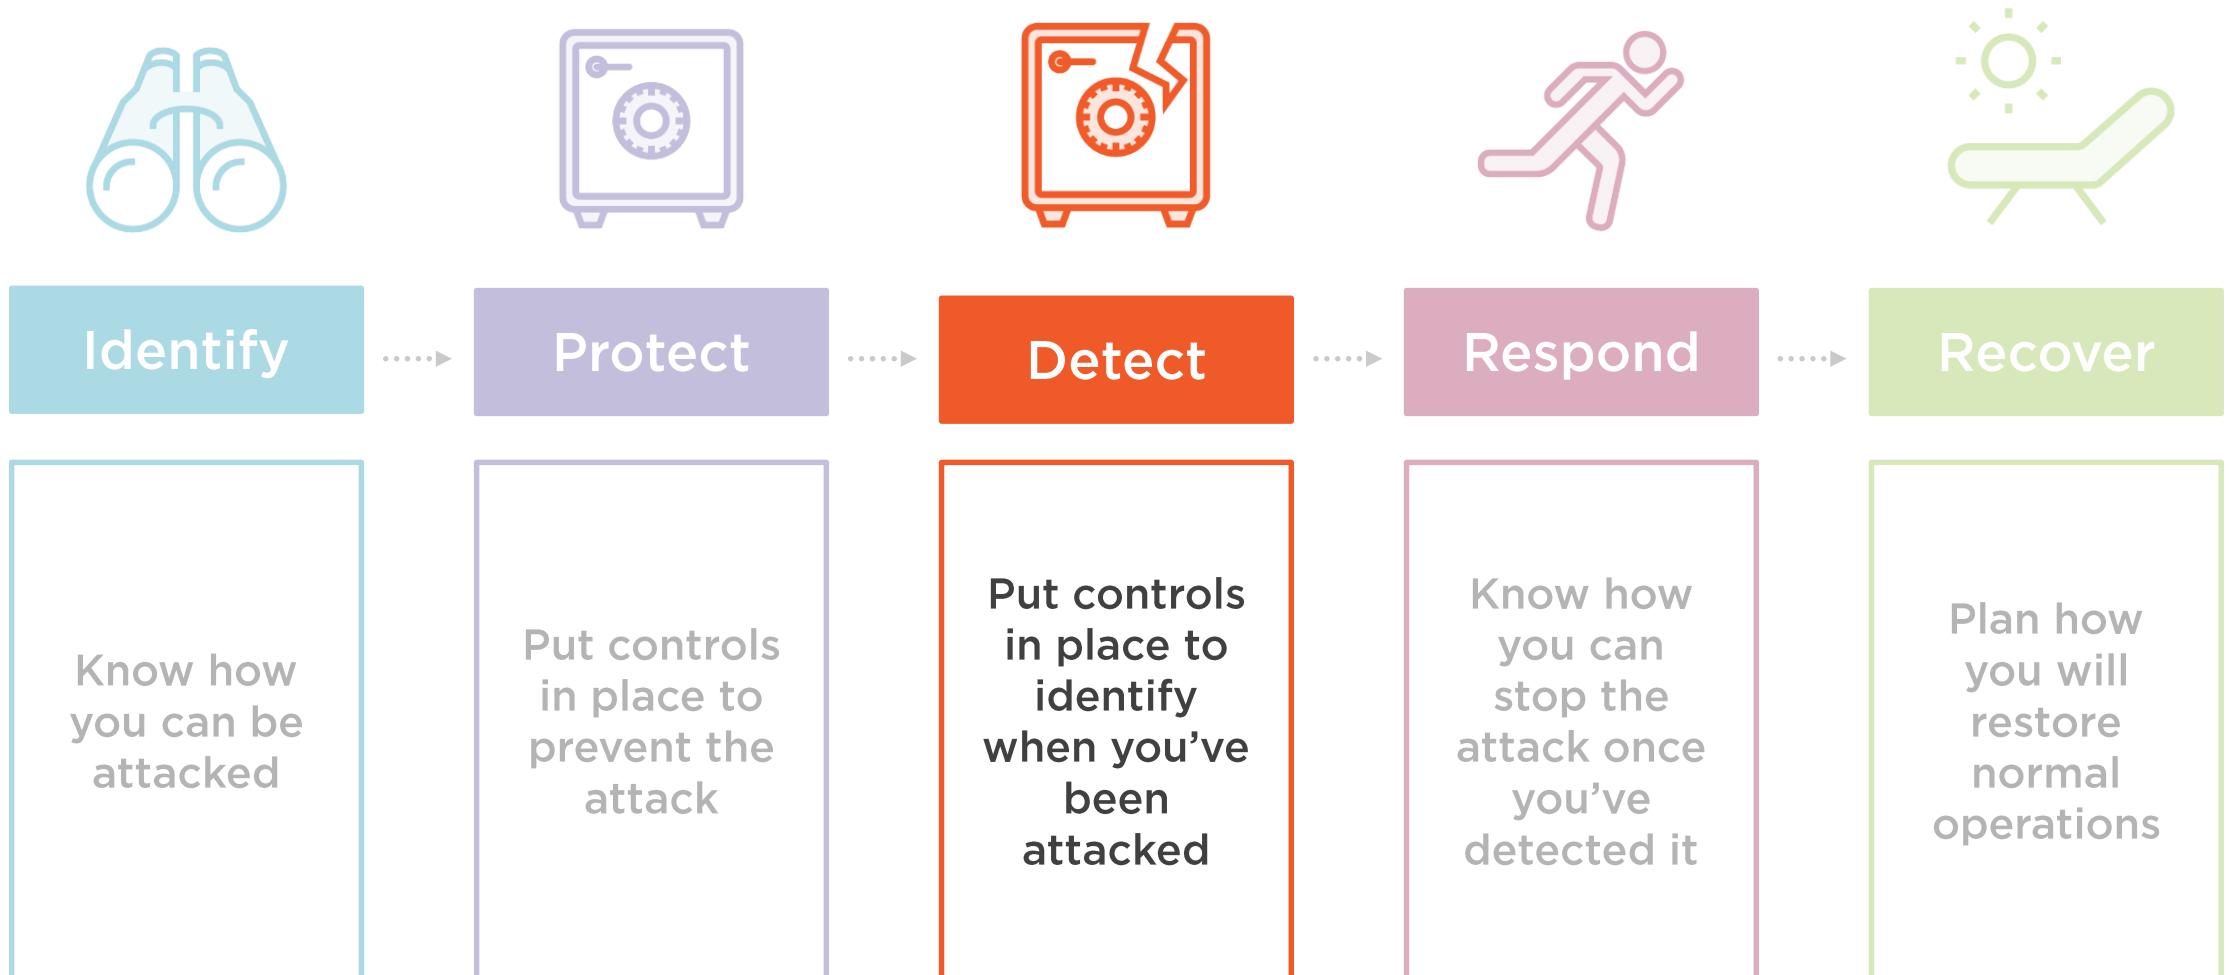 Identify
Protect
Detect
Respond
Recover
Know how
you can be
attacked
Put controls
in place to
prevent the
attack
Put controls
in place to
identify
when you’ve
been
attacked
Know how
you can
stop the
attack once
you’ve
detected it
Plan how
you will
restore
normal
operations